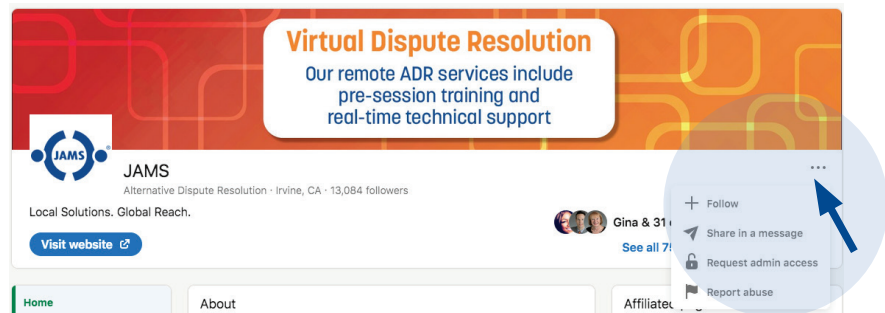 Virtual Dispute Resolution
Our remote ADR services include
pre-session training and
real-time technical support
JAMS
JAMS
Alternative Dispute Resolution · Irvine, CA · 13,084 followers
Local Solutions. Global Reach.
Visit website
Gina & 31
See all 7
Follow
Share in a message
Request admin access
Report abuse
Home
About
Affiliated